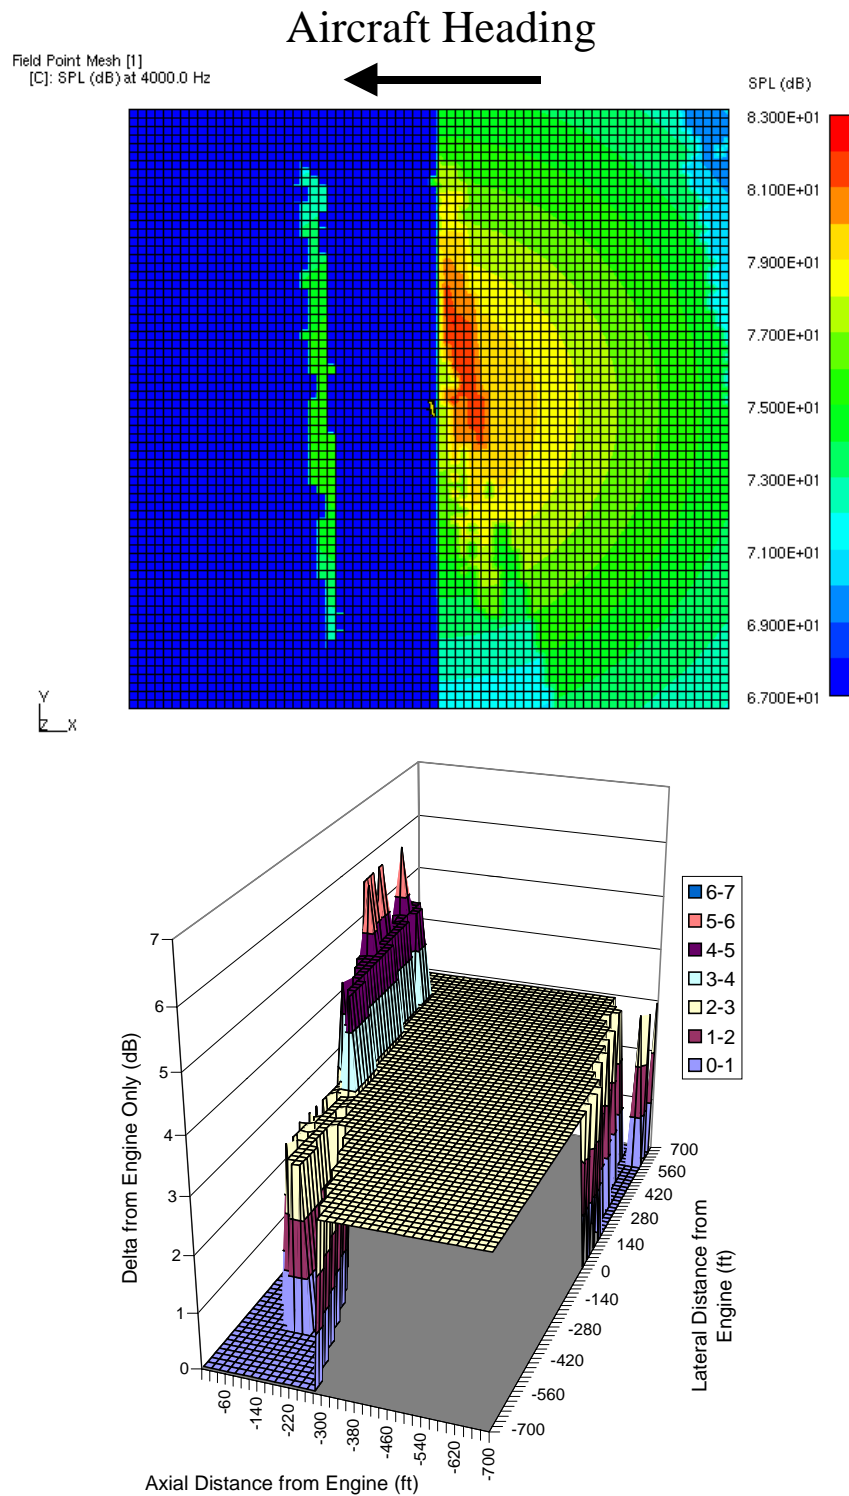 Aircraft Heading
Field Point Mesh [1]
[C]: SPL (dB) at 4000.0 Hz
SPL (dB)
8.300E+01
8.100E+01
7.900E+01
7.700E+01
7.500E+01
7.300E+01
7.100E+01
6.900E+01
6.700E+01
Y
Z X
7
6
5
4
3
2
1
0
Delta from Engine Only (dB)
6-7
5-6
4-5
3-4
2-3
1-2
0-1
700
560
420
280
140
0
-140
-280
-420
-560
-700
Lateral Distance from
Engine (ft)
-60
-140
-220
-300
-380
-460
-540
-620
-700
Axial Distance from Engine (ft)